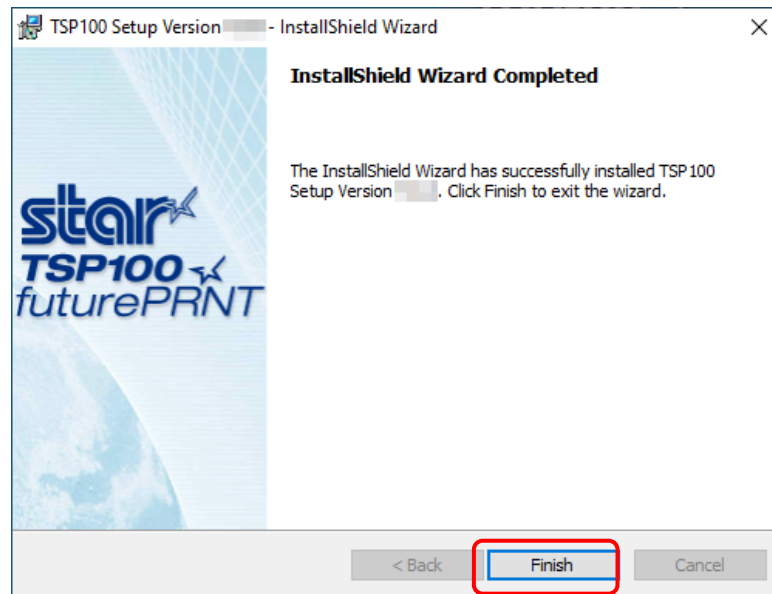 TSP100 Setup Version - InstallShield Wizard
InstallShield Wizard Completed
The InstallShield Wizard has successfully installed TSP100
Setup Version . Click Finish to exit the wizard.
star
TSP100
futurePRNT
< Back
Finish
Cancel